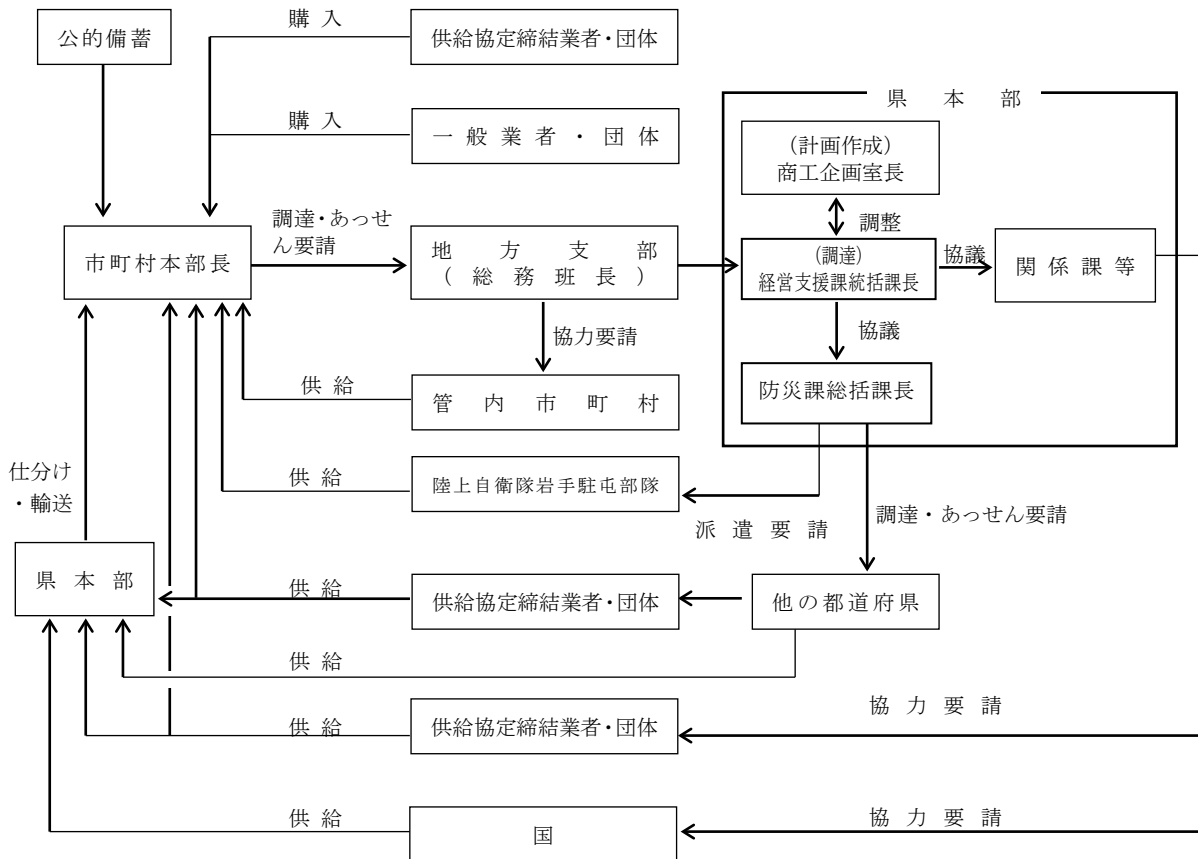 購入
公的備蓄
供給協定締結業者・団体
県本部
購入
一般業者・団体
（計画作成）
商工企画室長
調達・あっせ
ん要請
調整
市町村本部長
地方支部
（総務班長）
（調達）
経営支援課統括課長
協議
関係課等
協力要請
協議
供給
管内市町村
防災課総括課長
仕分け
・輸送
供給
陸上自衛隊岩手駐屯部隊
派遣要請
調達・あっせん要請
県本部
供給
供給協定締結業者・団体
他の都道府県
供給
供給
供給協定締結業者・団体
協力要請
供給
国
協力要請